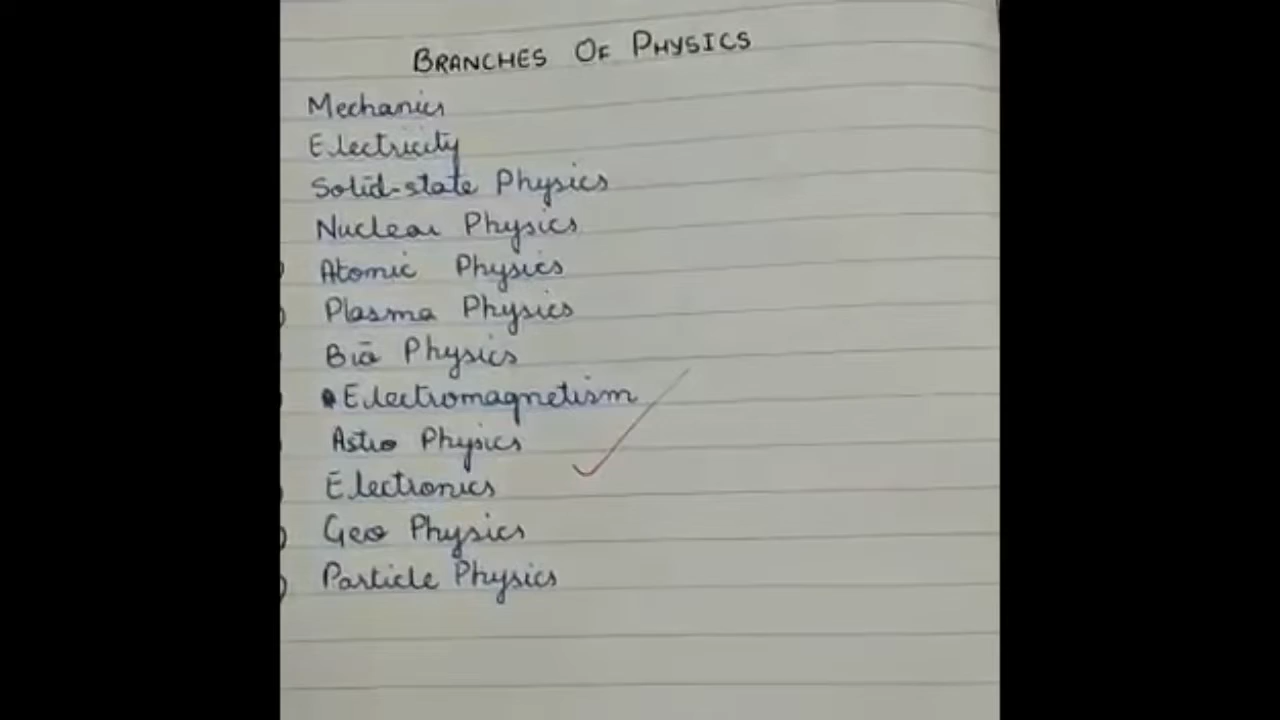 BRANCHES OF PHYSICS
Mechanics
Electricity
Solid-state Physics
Nuclear Physics
Atomic Physics
Plasma Physics
Bio Physics
Electromagnetism
Astro Physics
Electronics
Geo Physics
Particle Physics